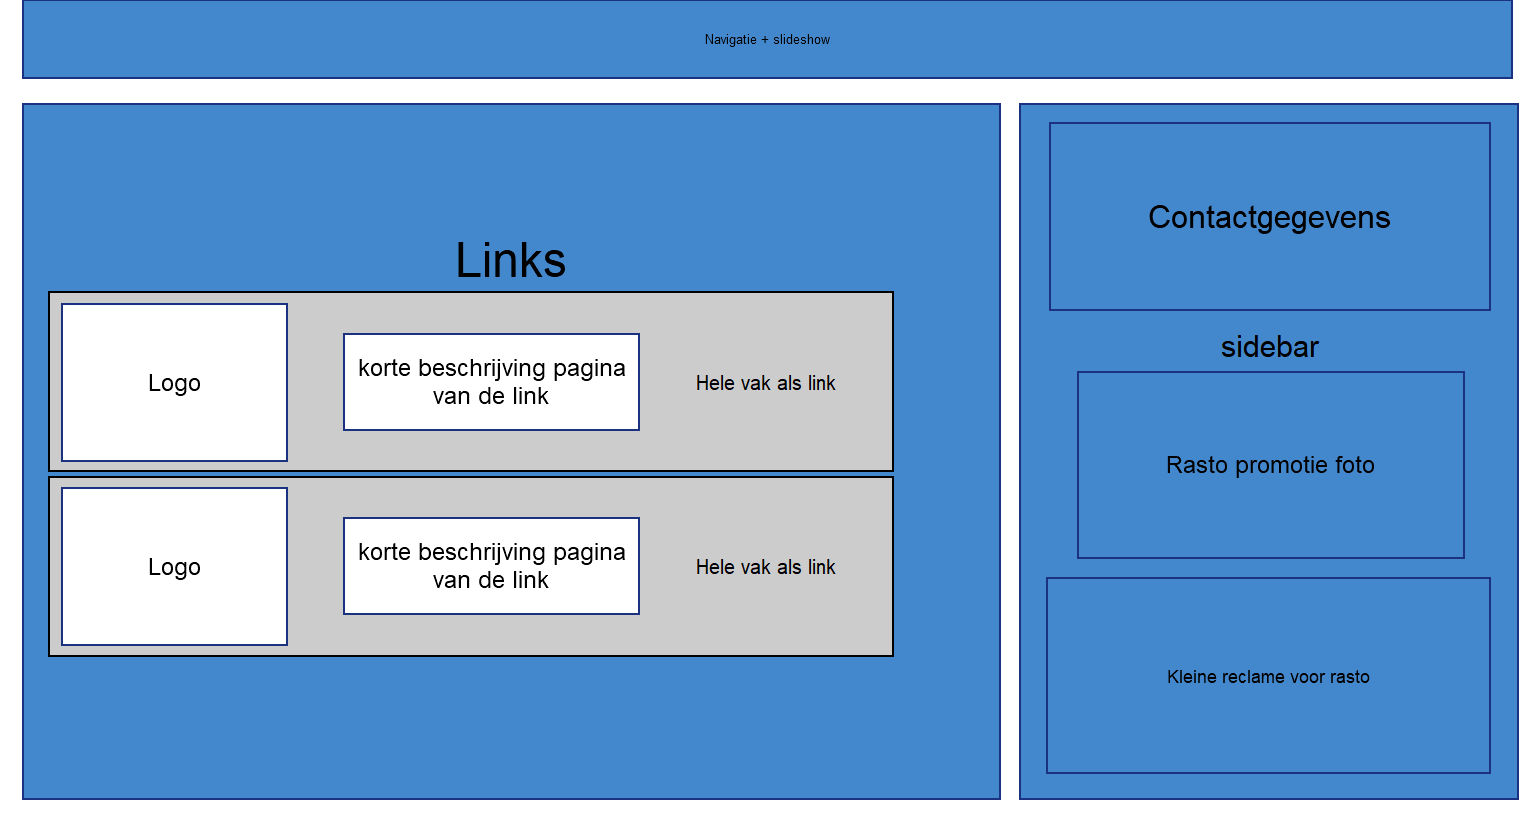 Navigatie + slideshow
Links
Logo
korte beschrijving pagina
van de link
Hele vak als link
Logo
korte beschrijving pagina
van de link
Hele vak als link
Contactgegevens
sidebar
Rasto promotie foto
Kleine reclame voor rasto